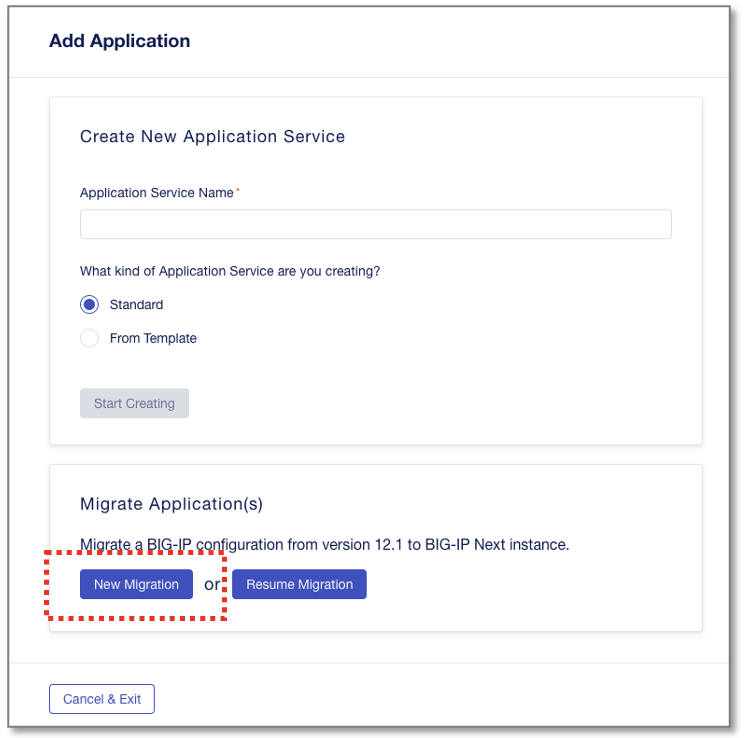 Add Application
Create New Application Service
Application Service Name*
What kind of Application Service are you creating?
Standard
From Template
Start Creating
Migrate Application(s)
Migrate a BIG-IP configuration from version 12.1 to BIG-IP Next instance.
New Migration or Resume Migration
Cancel & Exit